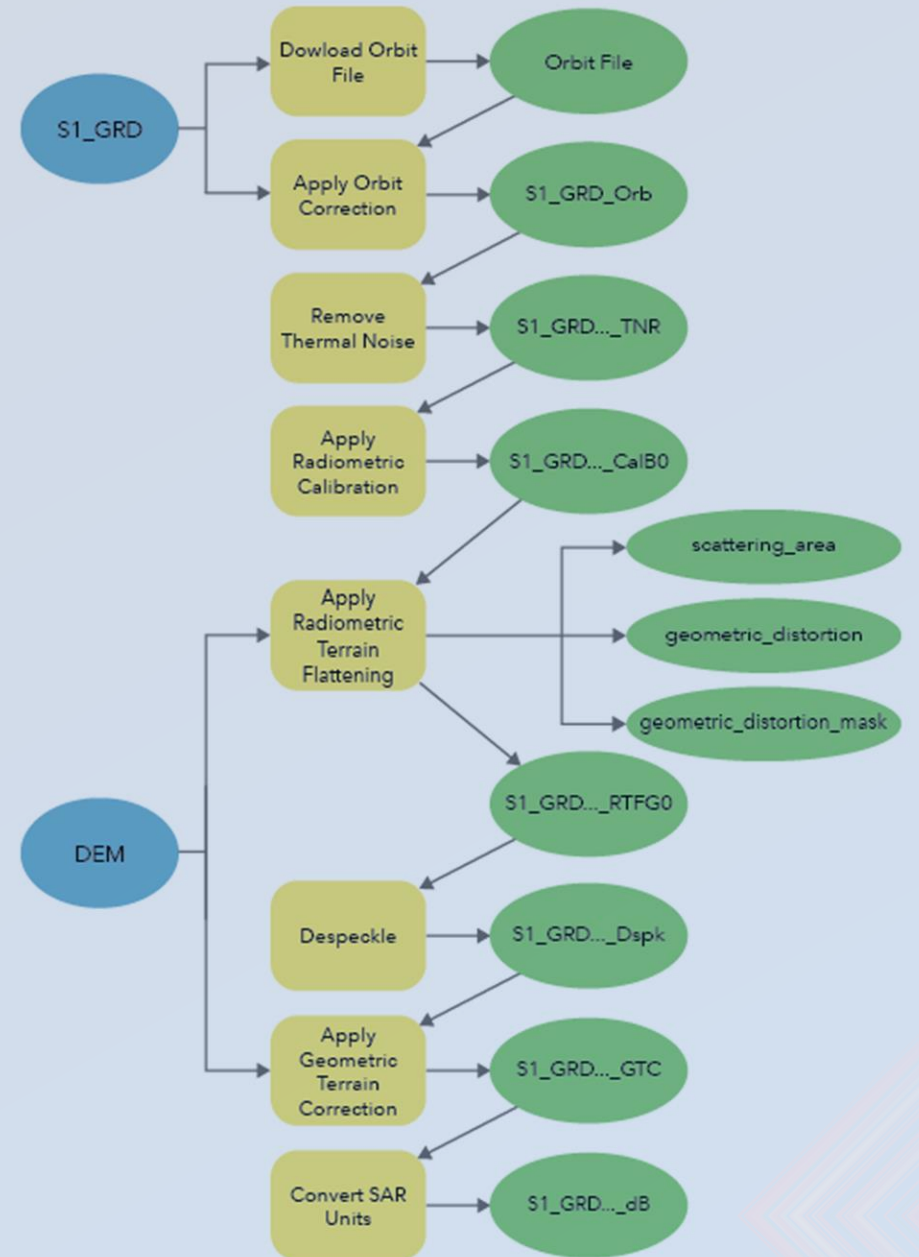 Dowload Orbit
File
Orbit File
S1_GRD
Apply Orbit
Correction
S1_GRD_Orb
Remove
Thermal Noise
S1_GRD..._TNR
Apply
Radiometric
Calibration
S1_GRD..._CalB0
scattering_area
Apply
Radiometric
Terrain
Flattening
geometric_distortion
geometric_distortion_mask
S1_GRD..._RTFG0
DEM
Despeckle
S1_GRD..._Dspk
Apply
Geometric
Terrain
Correction
S1_GRD..._GTC
Convert SAR
Units
S1_GRD..._dB